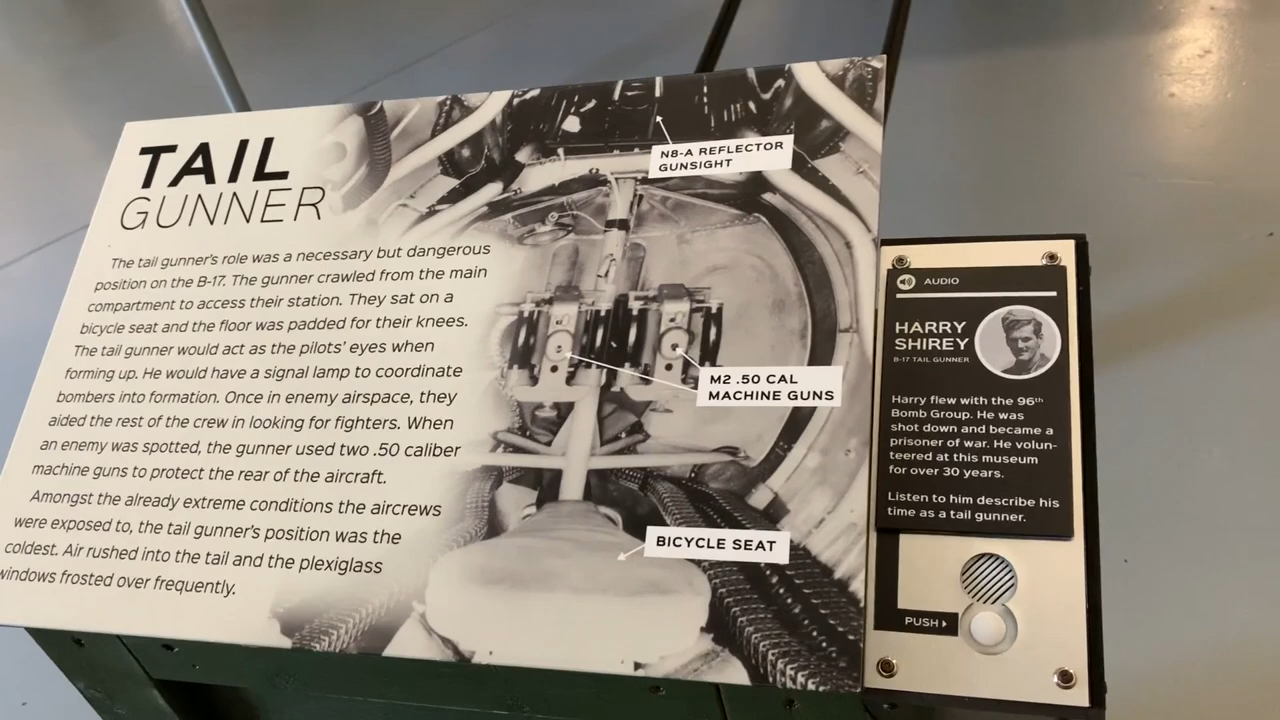 TAIL
GUNNER
The tail gunner's role was a necessary but dangerous
position on the B-17. The gunner crawled from the main
compartment to access their station. They sat on a
bicycle seat and the floor was padded for their knees.
The tail gunner would act as the pilots' eyes when
forming up. He would have a signal lamp to coordinate
bombers into formation. Once in enemy airspace, they
aided the rest of the crew in looking for fighters. When
an enemy was spotted, the gunner used two .50 caliber
machine guns to protect the rear of the aircraft.
Amongst the already extreme conditions the aircrews
were exposed to, the tail gunner's position was the
coldest. Air rushed into the tail and the plexiglass
windows frosted over frequently.
N8-A REFLECTOR
GUNSIGHT
M2 .50 CAL
MACHINE GUNS
BICYCLE SEAT
AUDIO
HARRY
SHIREY
B-17 TAIL GUNNER
Harry flew with the 96th
Bomb Group. He was
shot down and became a
prisoner of war. He volun-
teered at this museum
for over 30 years.
Listen to him describe his
time as a tail gunner.
PUSH